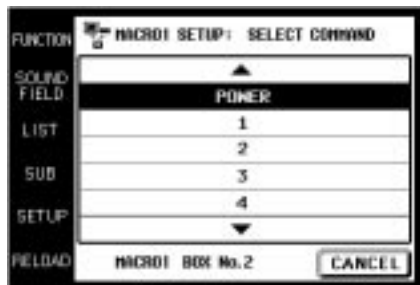 FUNCTION
SOUND
FIELD
LIST
SUB
SETUP
RELOAD
MACRO1 SETUP: SELECT COMMAND
POWER
1
2
3
4
MACRO1 BOX No.2
CANCEL